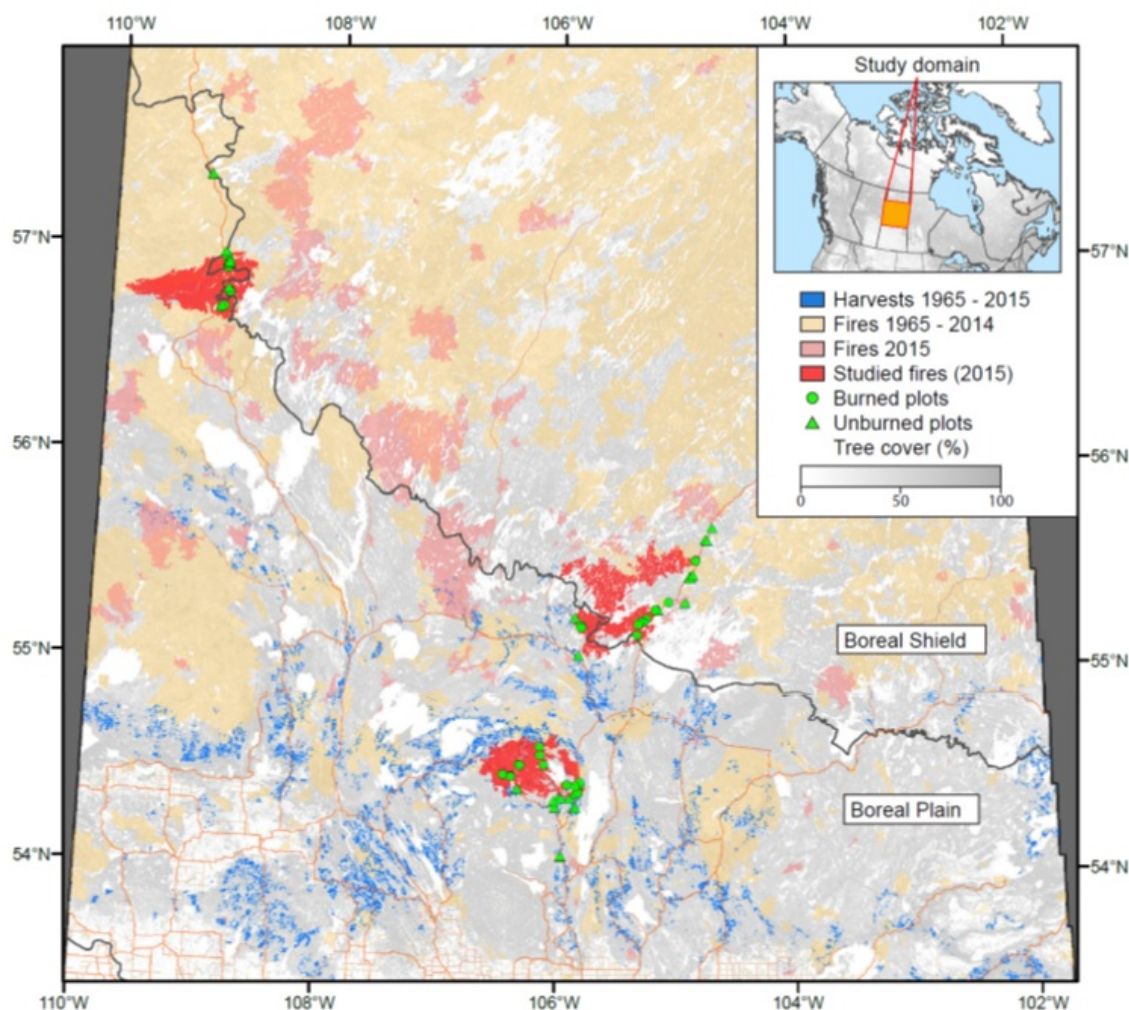 110°W 108°W 106°W 104°W 102°W
Study domain
57°N 57°N
Harvests 1965 - 2015
Fires 1965 - 2014
Fires 2015
Studied fires (2015)
Burned plots
Unburned plots
Tree cover (%)
0 50 100
56°N 56°N
55°N 55°N
Boreal Shield
Boreal Plain
54°N 54°N
110°W 108°W 106°W 104°W 102°W